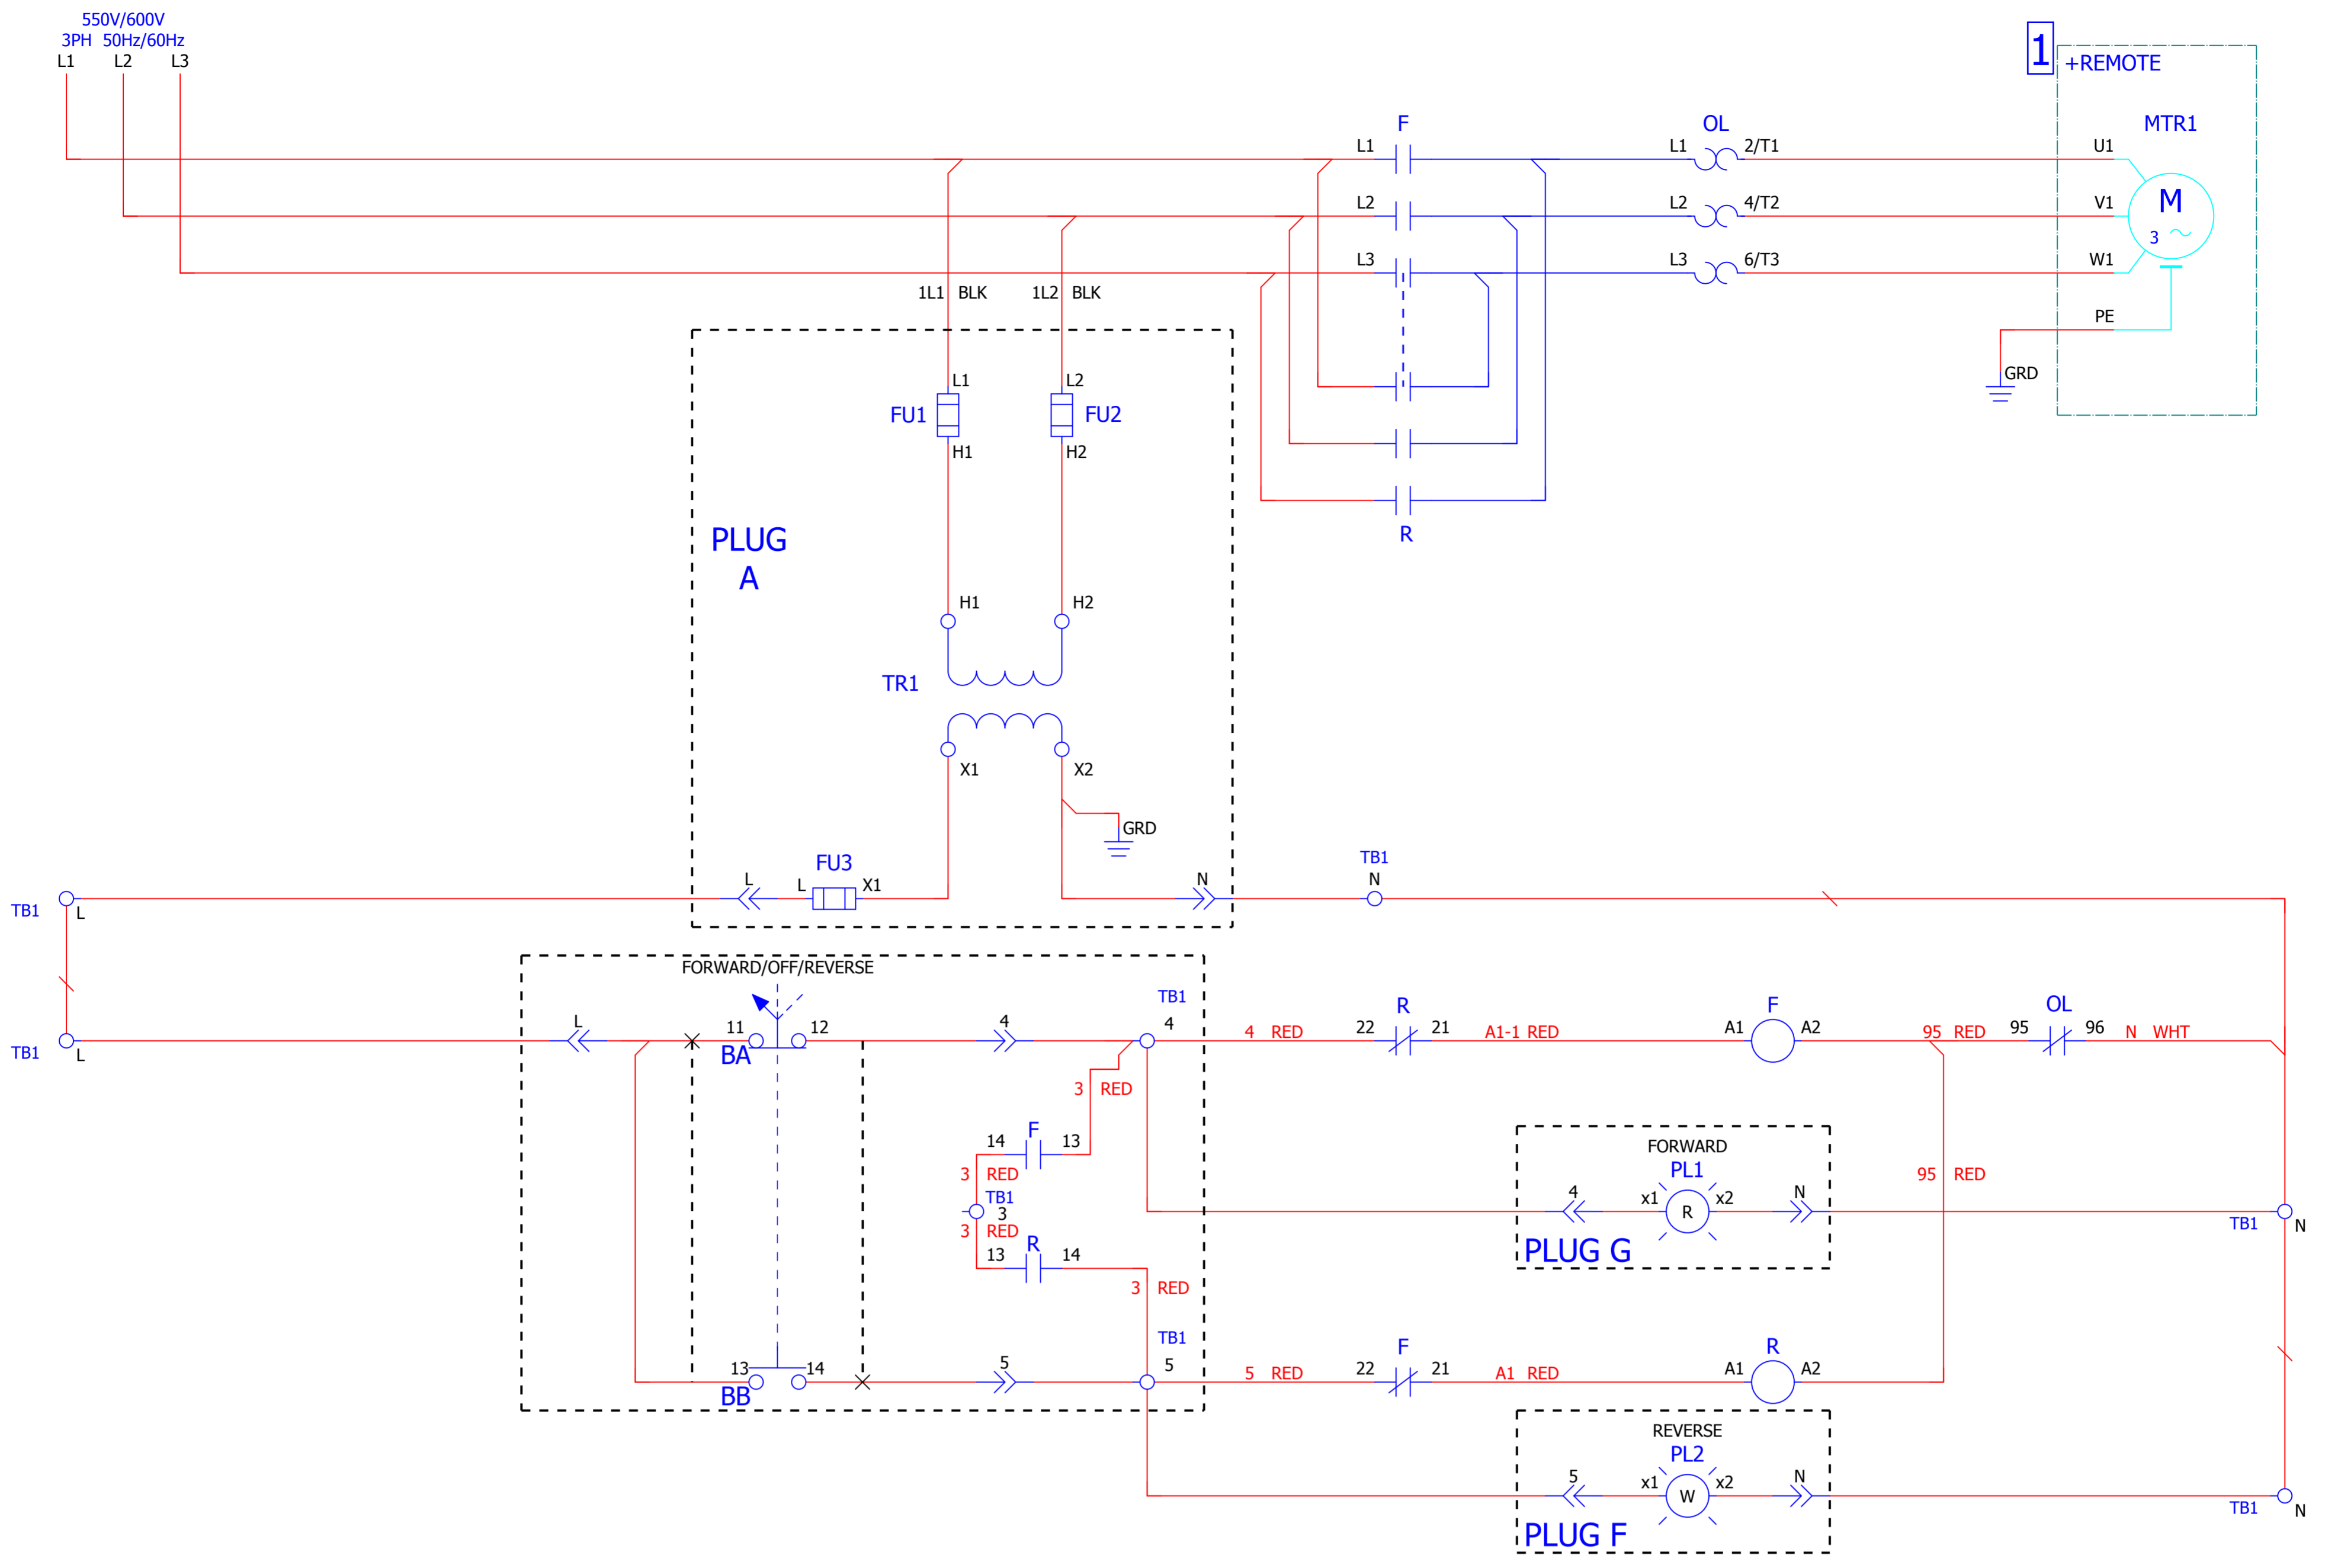 550V/600V
3PH 50Hz/60Hz
L1 L2 L3
1
+REMOTE
F
OL
MTR1
L1
L1 2/T1
U1
L2
L2 4/T2
V1
M
3
L3
L3 6/T3
W1
1L1 BLK
1L2 BLK
PE
GRD
L1
L2
FU1
FU2
H1
H2
R
PLUG
A
H1
H2
TR1
X1
X2
GRD
FU3
L
L X1
N
TB1
N
TB1
L
FORWARD/OFF/REVERSE
TB1
L
L
11 12
BA
4
TB1
4
4 RED
R
22 21
A1-1 RED
F
A1 A2
95 RED
OL
95 96
N WHT
3 RED
F
14 13
3 RED
TB1
3
3 RED
R
13 14
3 RED
FORWARD
PL1
4
x1 x2
R
N
PLUG G
95 RED
TB1
N
13 14
BB
5
TB1
5
5 RED
F
22 21
A1 RED
R
A1 A2
REVERSE
PL2
5
x1 x2
W
N
PLUG F
TB1
N